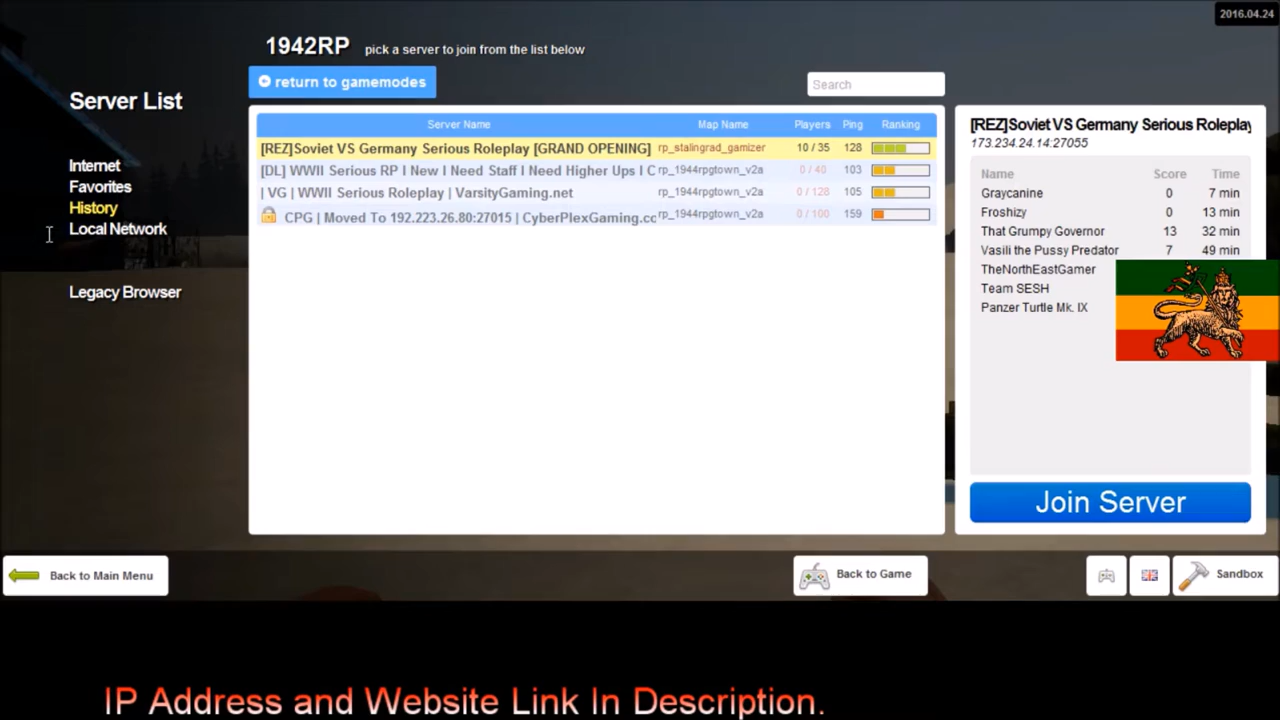 2016.04.24
1942RP pick a server to join from the list below
return to gamemodes
Search
Server List
Internet
Favorites
History
Local Network
Legacy Browser
Server Name Map Name Players Ping Ranking
[REZ]Soviet VS Germany Serious Roleplay [GRAND OPENING] rp_stalingrad_gamizer 10 / 35 128
[DL] WWII Serious RP I New I Need Staff I Need Higher Ups I C rp_1944rpgtown_v2a 0 / 40 103
| VG | WWII Serious Roleplay | VarsityGaming.net rp_1944rpgtown_v2a 0 / 128 105
CPG | Moved To 192.223.26.80:27015 | CyberPlexGaming.cc rp_1944rpgtown_v2a 0 / 100 159
[REZ]Soviet VS Germany Serious Roleplay
173.234.24.14:27055
Name Score Time
Graycanine 0 7 min
Froshizy 0 13 min
That Grumpy Governor 13 32 min
Vasili the Pussy Predator 7 49 min
TheNorthEastGamer
Team SESH
Panzer Turtle Mk. IX
Join Server
Back to Main Menu
Back to Game
Sandbox
IP Address and Website Link In Description.